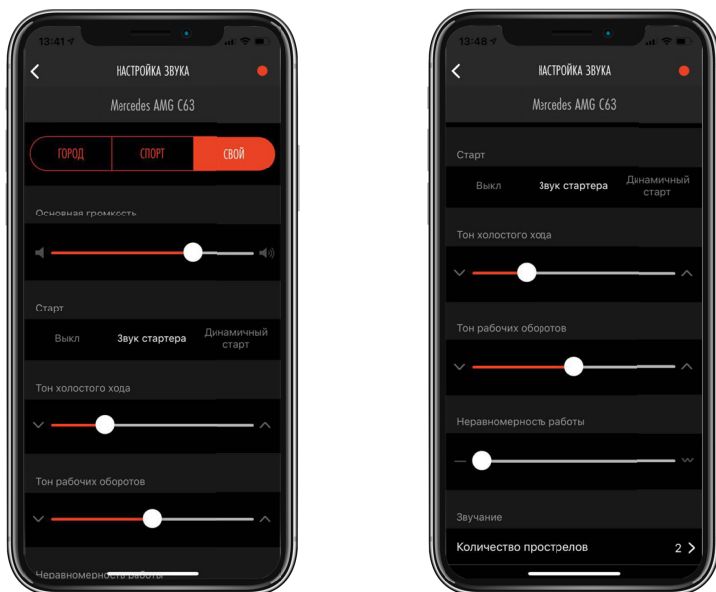 13:41
НАСТРОЙКА ЗВУКА
Mercedes AMG C63
ГОРОД СПОРТ СВОЙ
Основная громкость
Старт
Выкл Звук стартера Динамичный старт
Тон холостого хода
Тон рабочих оборотов
Неравномерность работы
13:48
НАСТРОЙКА ЗВУКА
Mercedes AMG C63
Старт
Выкл Звук стартера Динамичный старт
Тон холостого хода
Тон рабочих оборотов
Неравномерность работы
Звучание
Количество прострелов 2